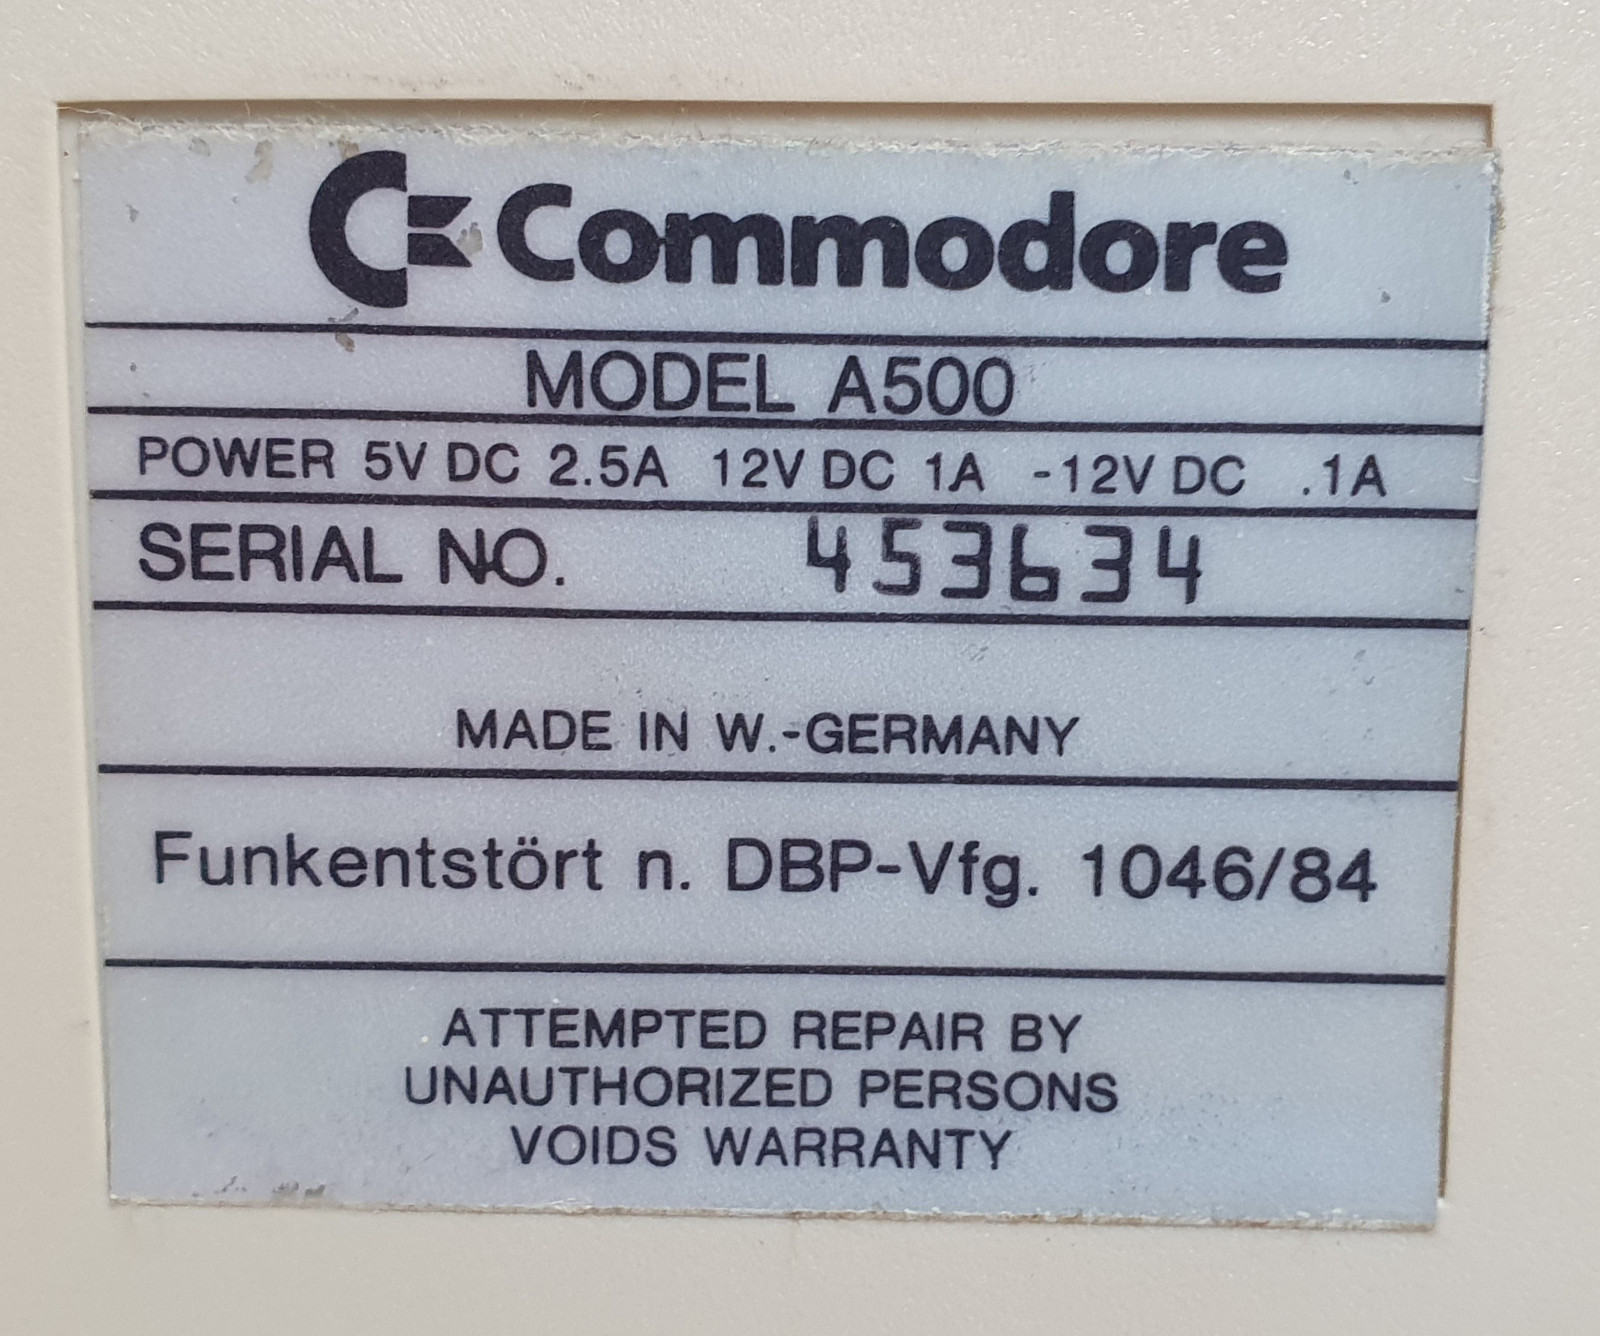 Commodore
MODEL A500
POWER 5V DC 2.5A 12V DC 1A -12V DC .1A
SERIAL NO. 453634
MADE IN W.-GERMANY
Funkentstört n. DBP-Vfg. 1046/84
ATTEMPTED REPAIR BY
UNAUTHORIZED PERSONS
VOIDS WARRANTY